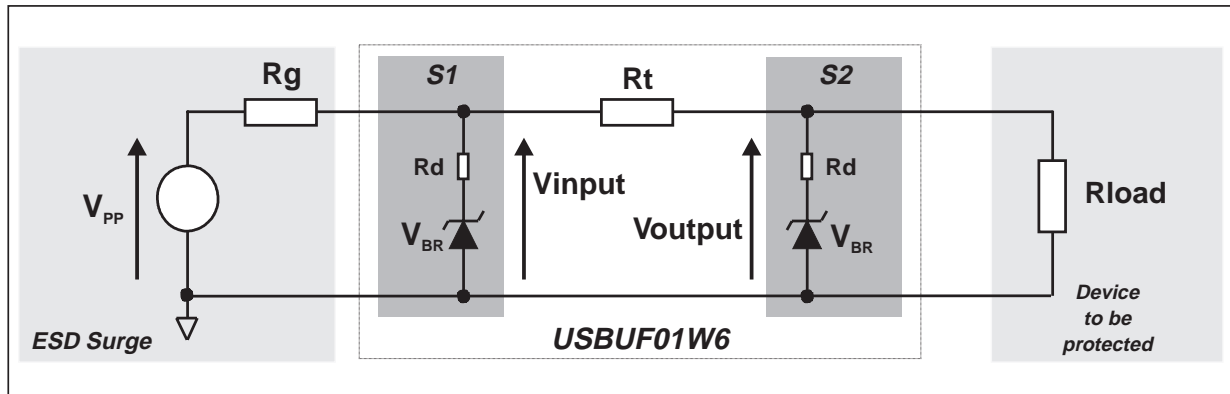 Rg
S1
Rt
S2
Rd
Vinput
Rd
Rload
V_PP
V_BR
Voutput
V_BR
ESD Surge
USBUF01W6
Device
to be
protected